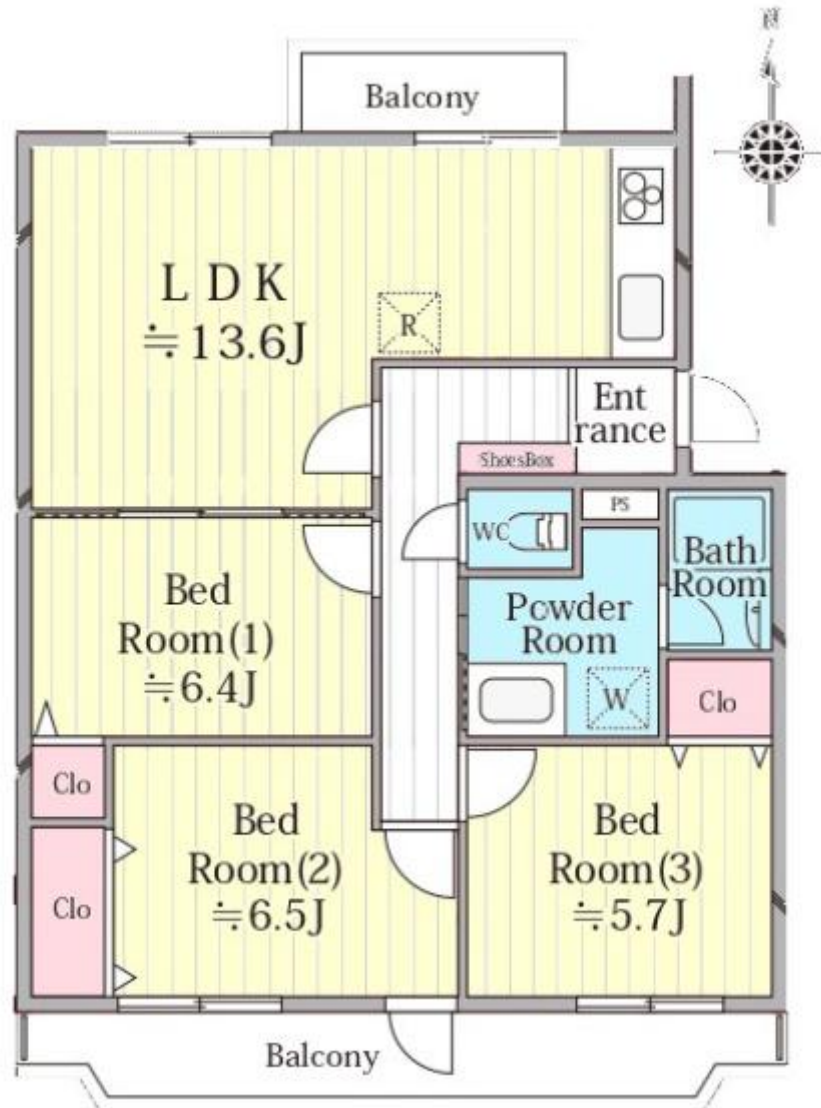 Balcony
L D K
≒13.6J
R
Ent
rance
ShoesBox
WC
PS
Bath
Room
Bed
Room(1)
≒6.4J
Powder
Room
W
Clo
Clo
Clo
Bed
Room(2)
≒6.5J
Bed
Room(3)
≒5.7J
Balcony